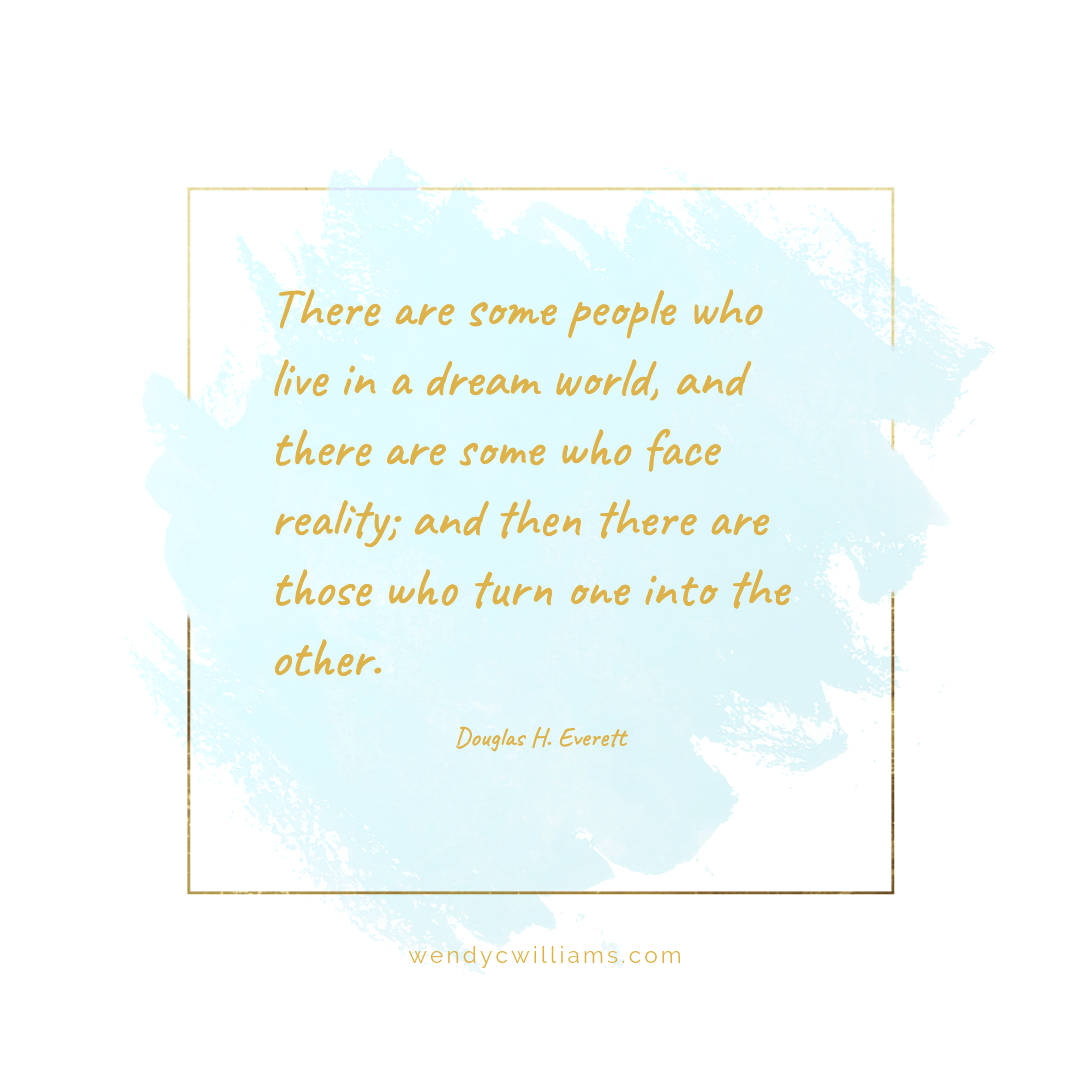 There are some people who
live in a dream world, and
there are some who face
reality; and then there are
those who turn one into the
other.
Douglas H. Everett
wendycwilliams.com